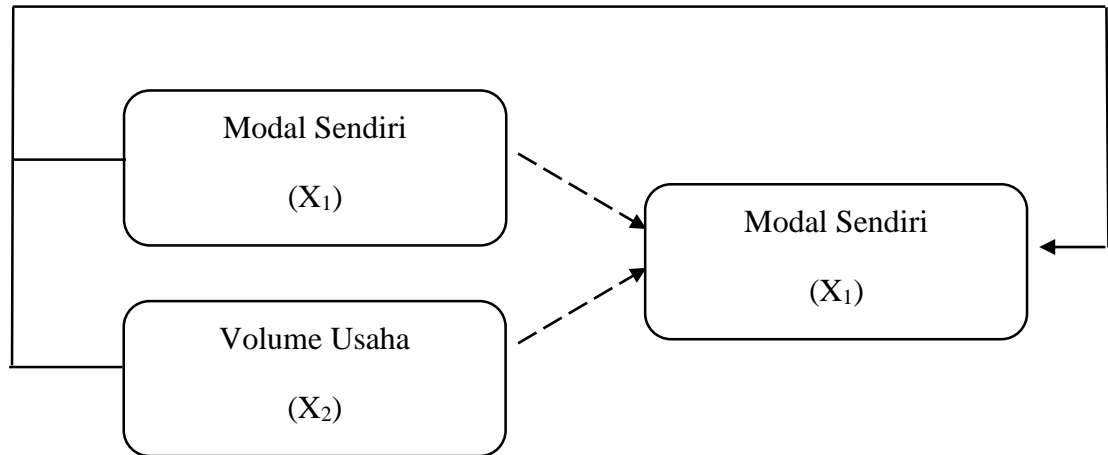 Modal Sendiri
(X₁)
Volume Usaha
(X₂)
Modal Sendiri
(X₁)